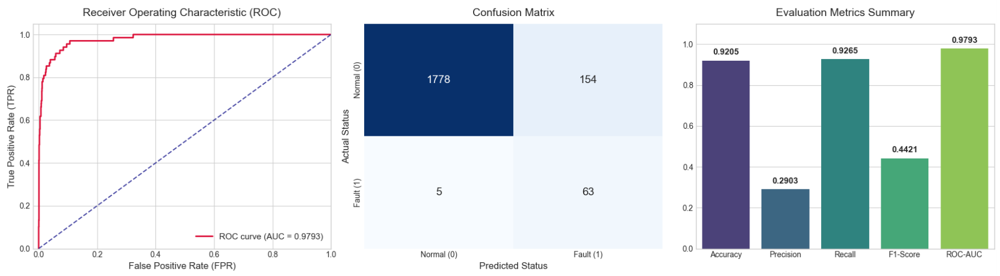 Receiver Operating Characteristic (ROC)
True Positive Rate (TPR)
1.0
0.8
0.6
0.4
0.2
0.0
ROC curve (AUC = 0.9793)
0.0 0.2 0.4 0.6 0.8 1.0
False Positive Rate (FPR)
Confusion Matrix
Actual Status
Normal (0)
1778 154
Fault (1)
5 63
Normal (0) Fault (1)
Predicted Status
Evaluation Metrics Summary
1.0
0.8
0.6
0.4
0.2
0.0
0.9205
0.2903
0.9265
0.4421
0.9793
Accuracy Precision Recall F1-Score ROC-AUC